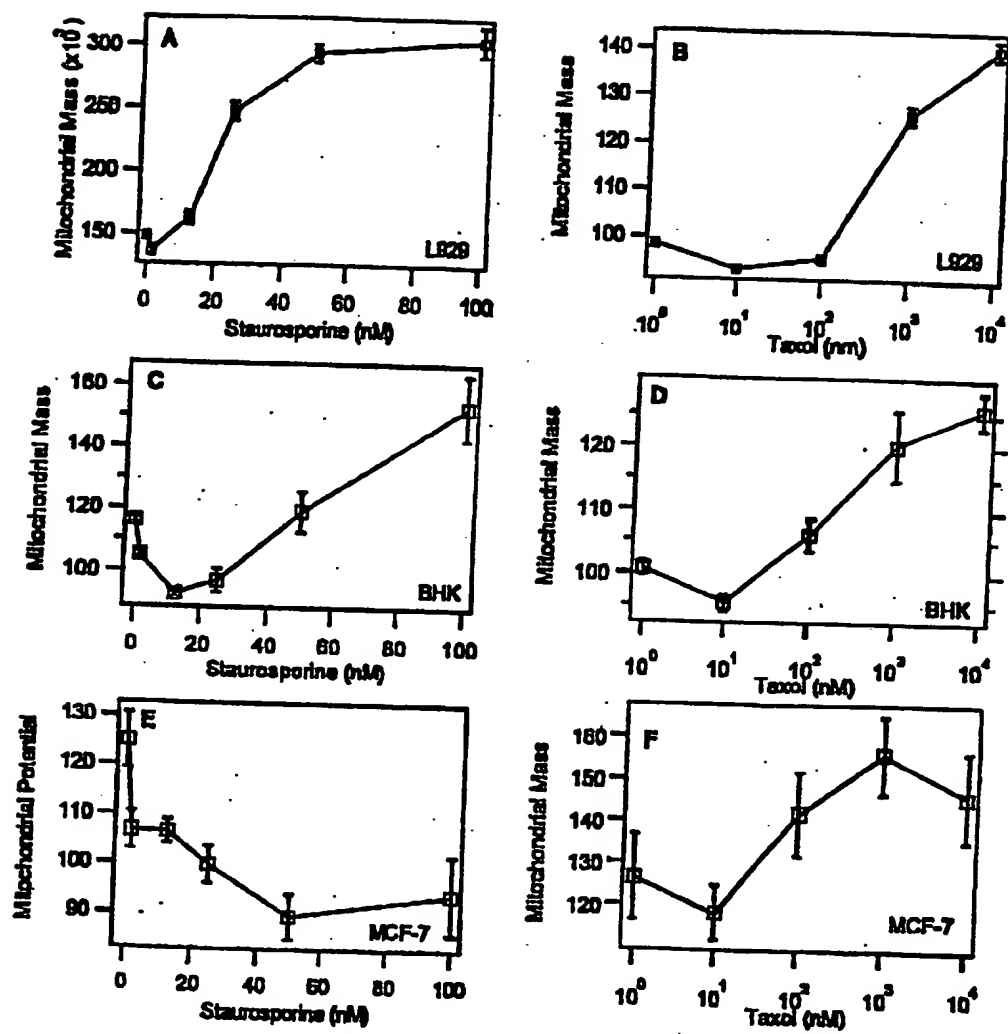 A
Mitochondrial Mass (x10³)
300
250
200
150
L929
0 20 40 60 80 100
Staurosporine (nM)
B
Mitochondrial Mass
140
130
120
110
100
L929
10⁰ 10¹ 10² 10³ 10⁴
Taxol (nm)
C
Mitochondrial Mass
160
140
120
100
BHK
0 20 40 60 80 100
Staurosporine (nM)
D
Mitochondrial Mass
120
110
100
BHK
10⁰ 10¹ 10² 10³ 10⁴
Taxol (nM)
E
Mitochondrial Potential
130
120
110
100
90
MCF-7
0 20 40 60 80 100
Staurosporine (nM)
F
Mitochondrial Mass
160
150
140
130
120
MCF-7
10⁰ 10¹ 10² 10³ 10⁴
Taxol (nM)